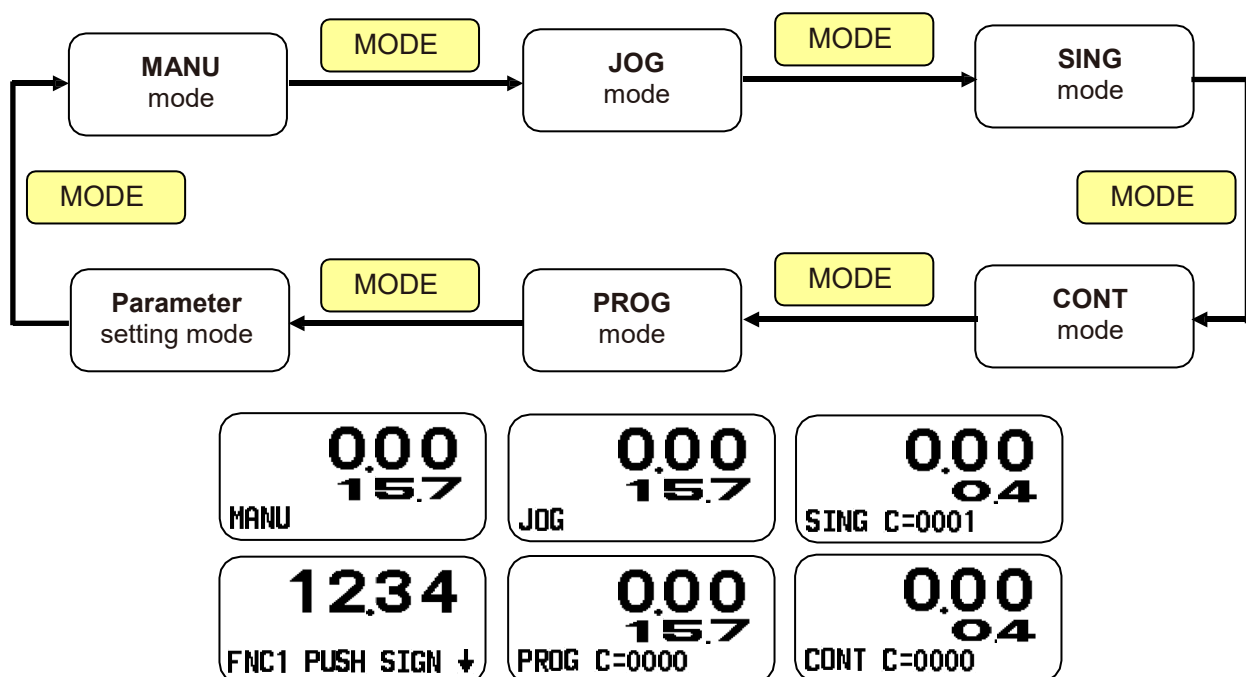 MODE
MODE
MANU
mode
JOG
mode
SING
mode
MODE
MODE
MODE
MODE
Parameter
setting mode
PROG
mode
CONT
mode
0.00
15.7
MANU
0.00
15.7
JOG
0.00
0.4
SING C=0001
12.34
FNC1 PUSH SIGN ↓
0.00
15.7
PROG C=0000
0.00
0.4
CONT C=0000